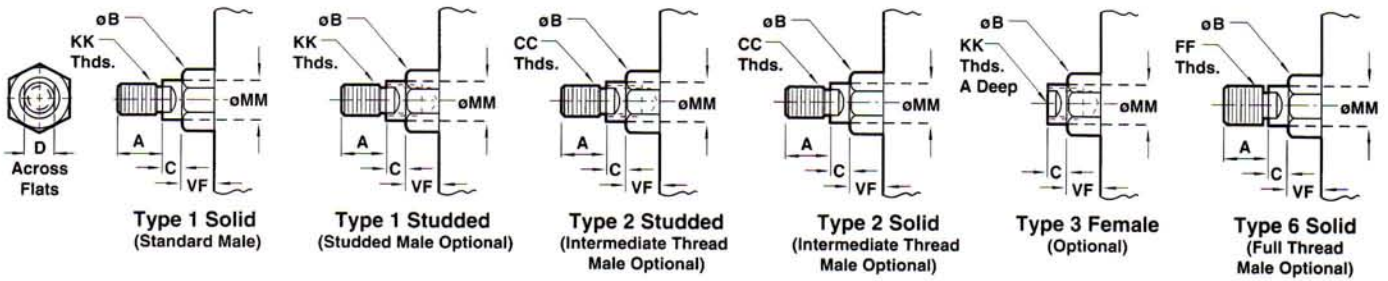 D
Across
Flats
øB
KK
Thds.
øMM
A
C
VF
Type 1 Solid
(Standard Male)
øB
KK
Thds.
øMM
A
C
VF
Type 1 Studded
(Studded Male Optional)
øB
CC
Thds.
øMM
A
C
VF
Type 2 Studded
(Intermediate Thread
Male Optional)
øB
CC
Thds.
øMM
A
C
VF
Type 2 Solid
(Intermediate Thread
Male Optional)
øB
KK
Thds.
A Deep
øMM
C
VF
Type 3 Female
(Optional)
øB
FF
Thds.
øMM
A
C
VF
Type 6 Solid
(Full Thread
Male Optional)